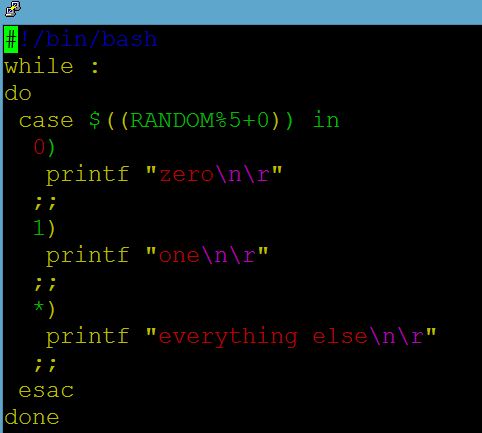 #!/bin/bash
while :
do
 case $((RANDOM%5+0)) in
  0)
   printf "zero\n\r"
  ;;
  1)
   printf "one\n\r"
  ;;
  *)
   printf "everything else\n\r"
  ;;
 esac
done